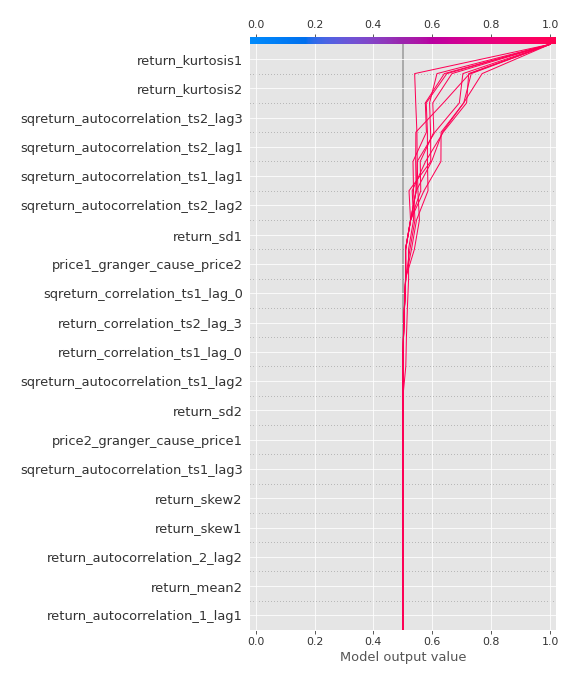 0.0 0.2 0.4 0.6 0.8 1.0
return_kurtosis1
return_kurtosis2
sqreturn_autocorrelation_ts2_lag3
sqreturn_autocorrelation_ts2_lag1
sqreturn_autocorrelation_ts1_lag1
sqreturn_autocorrelation_ts2_lag2
return_sd1
price1_granger_cause_price2
sqreturn_correlation_ts1_lag_0
return_correlation_ts2_lag_3
return_correlation_ts1_lag_0
sqreturn_autocorrelation_ts1_lag2
return_sd2
price2_granger_cause_price1
sqreturn_autocorrelation_ts1_lag3
return_skew2
return_skew1
return_autocorrelation_2_lag2
return_mean2
return_autocorrelation_1_lag1
0.0 0.2 0.4 0.6 0.8 1.0
Model output value